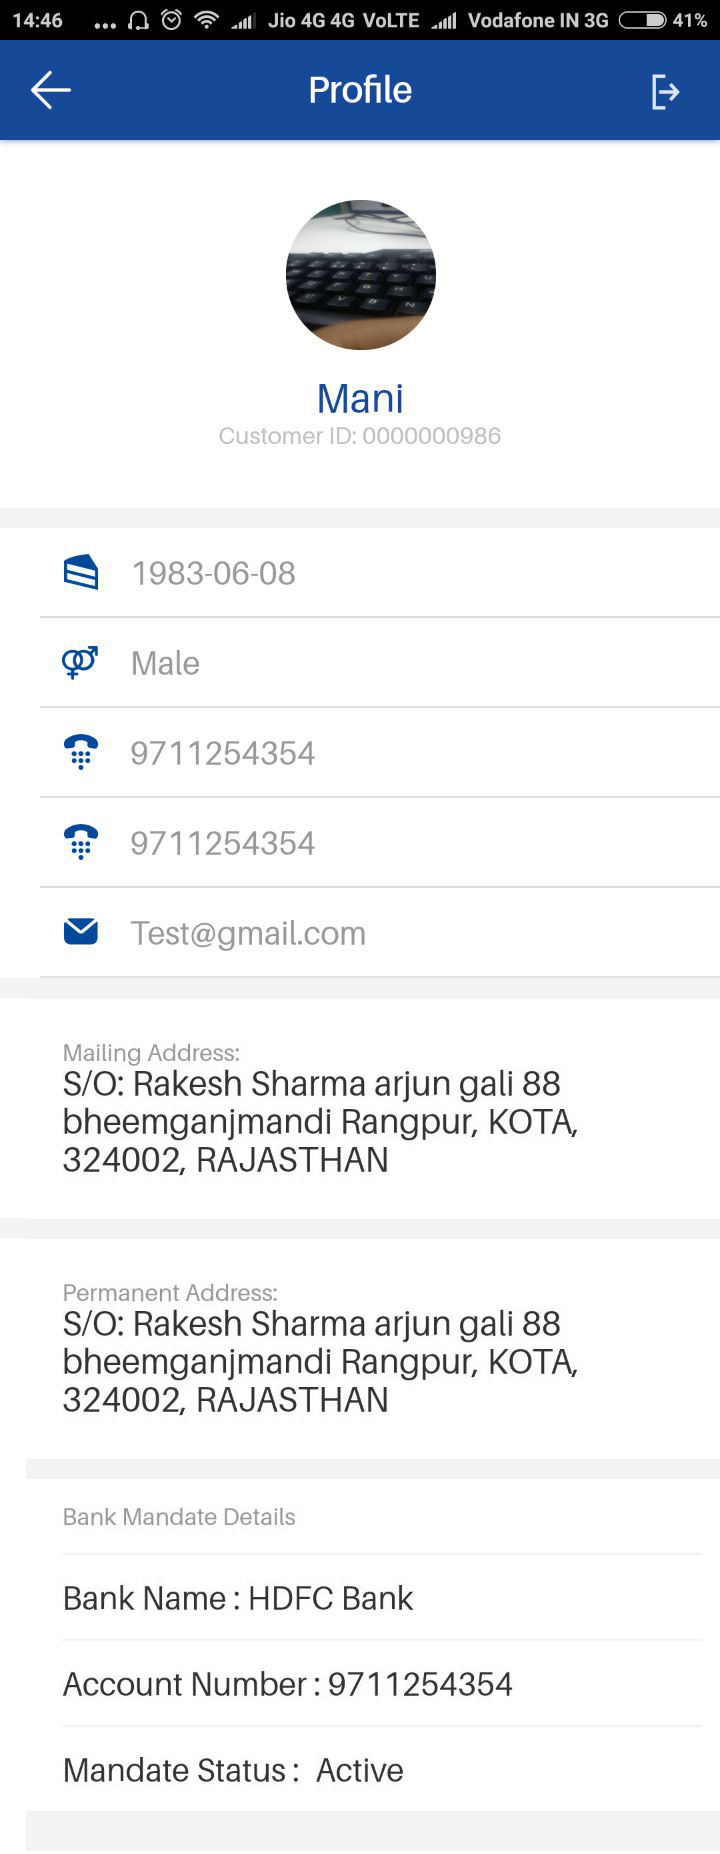 14:46 ... Jio 4G 4G VoLTE Vodafone IN 3G 41%
Profile
Mani
Customer ID: 0000000986
1983-06-08
Male
9711254354
9711254354
Test@gmail.com
Mailing Address:
S/O: Rakesh Sharma arjun gali 88
bheemganjmandi Rangpur, KOTA,
324002, RAJASTHAN
Permanent Address:
S/O: Rakesh Sharma arjun gali 88
bheemganjmandi Rangpur, KOTA,
324002, RAJASTHAN
Bank Mandate Details
Bank Name : HDFC Bank
Account Number : 9711254354
Mandate Status : Active